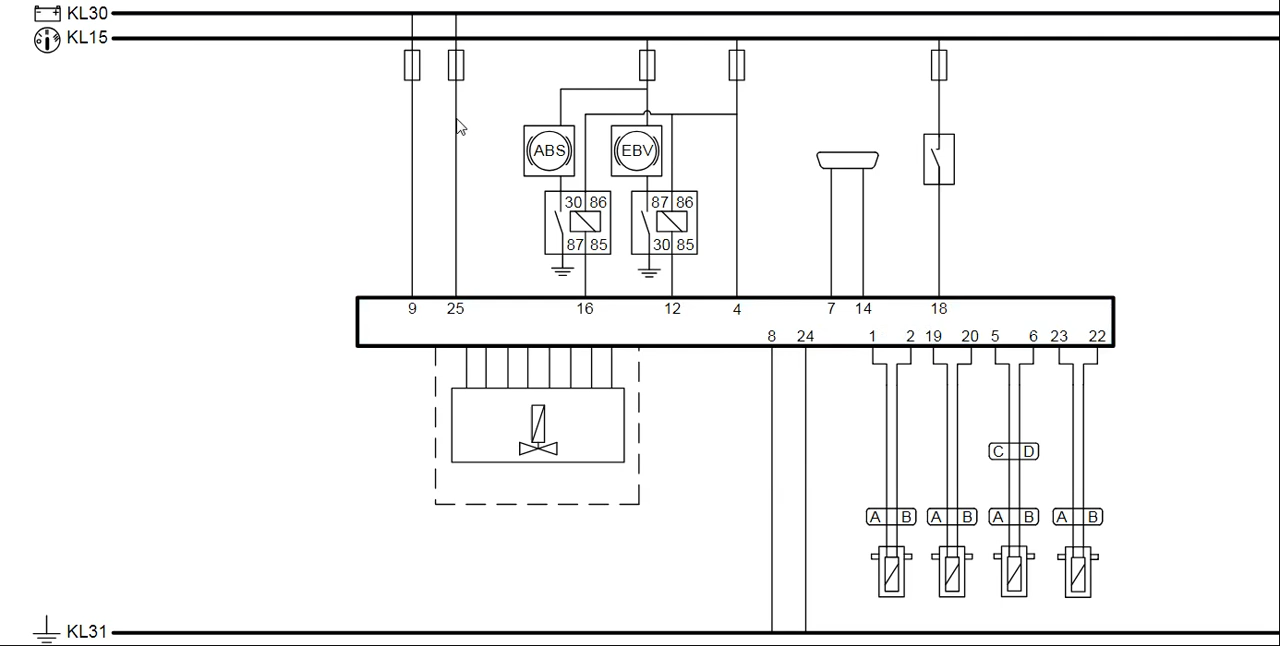 KL30
KL15
ABS EBV
30 86 87 86
87 85 30 85
9 25 16 12 4 7 14 18
8 24 1 2 19 20 5 6 23 22
C D
A B A B A B A B
KL31